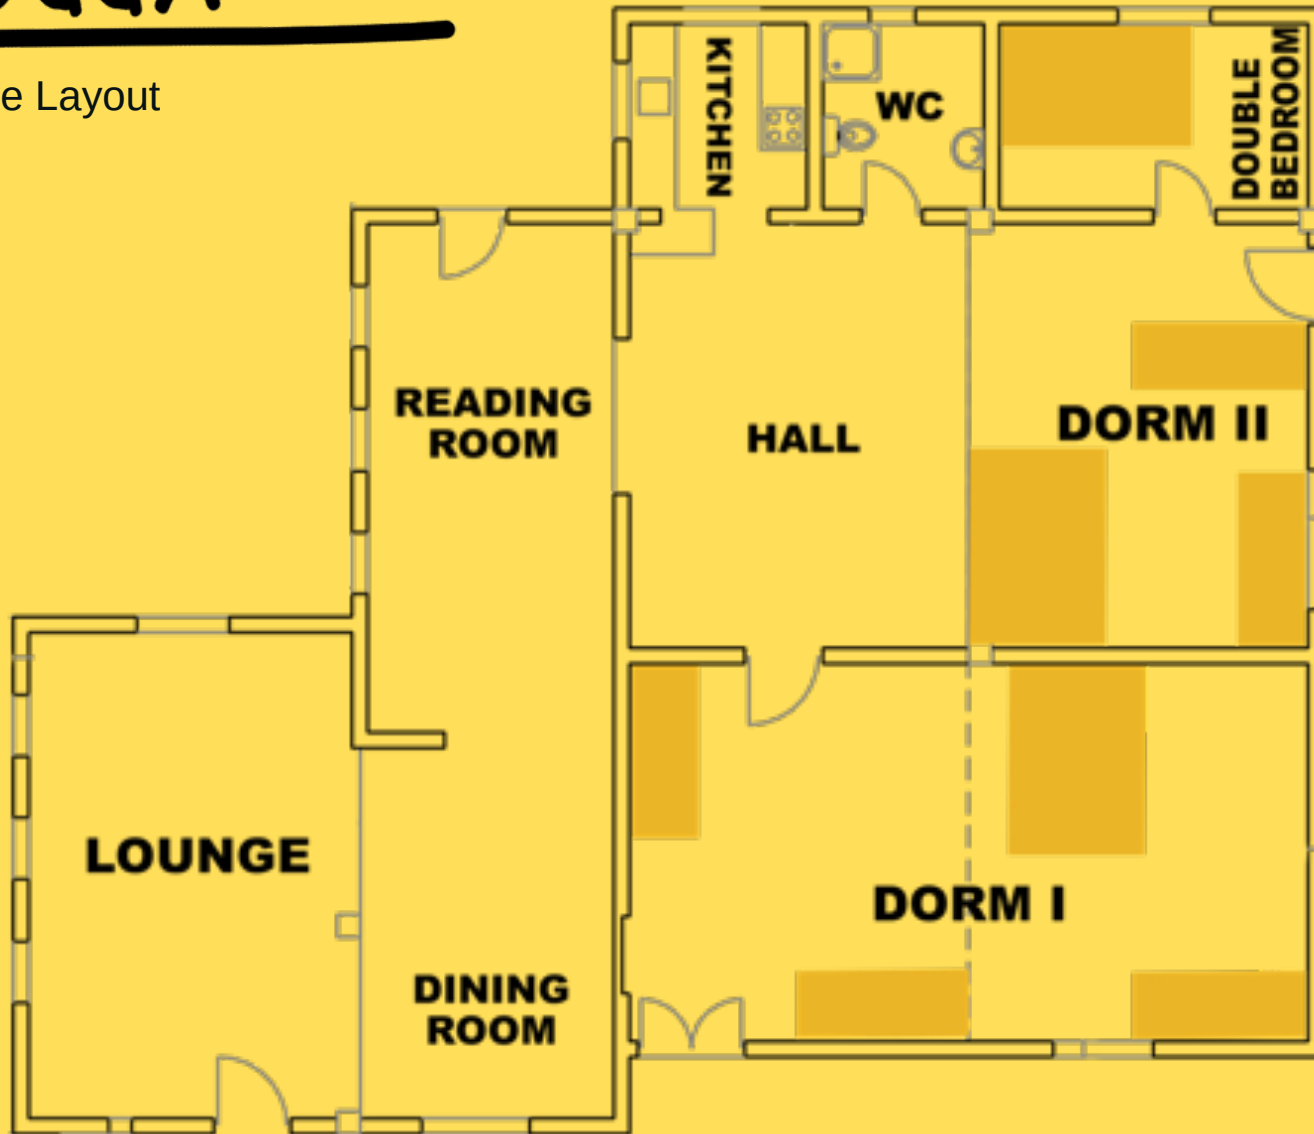 e Layout
KITCHEN
WC
DOUBLE
BEDROOM
READING
ROOM
HALL
DORM II
LOUNGE
DORM I
DINING
ROOM